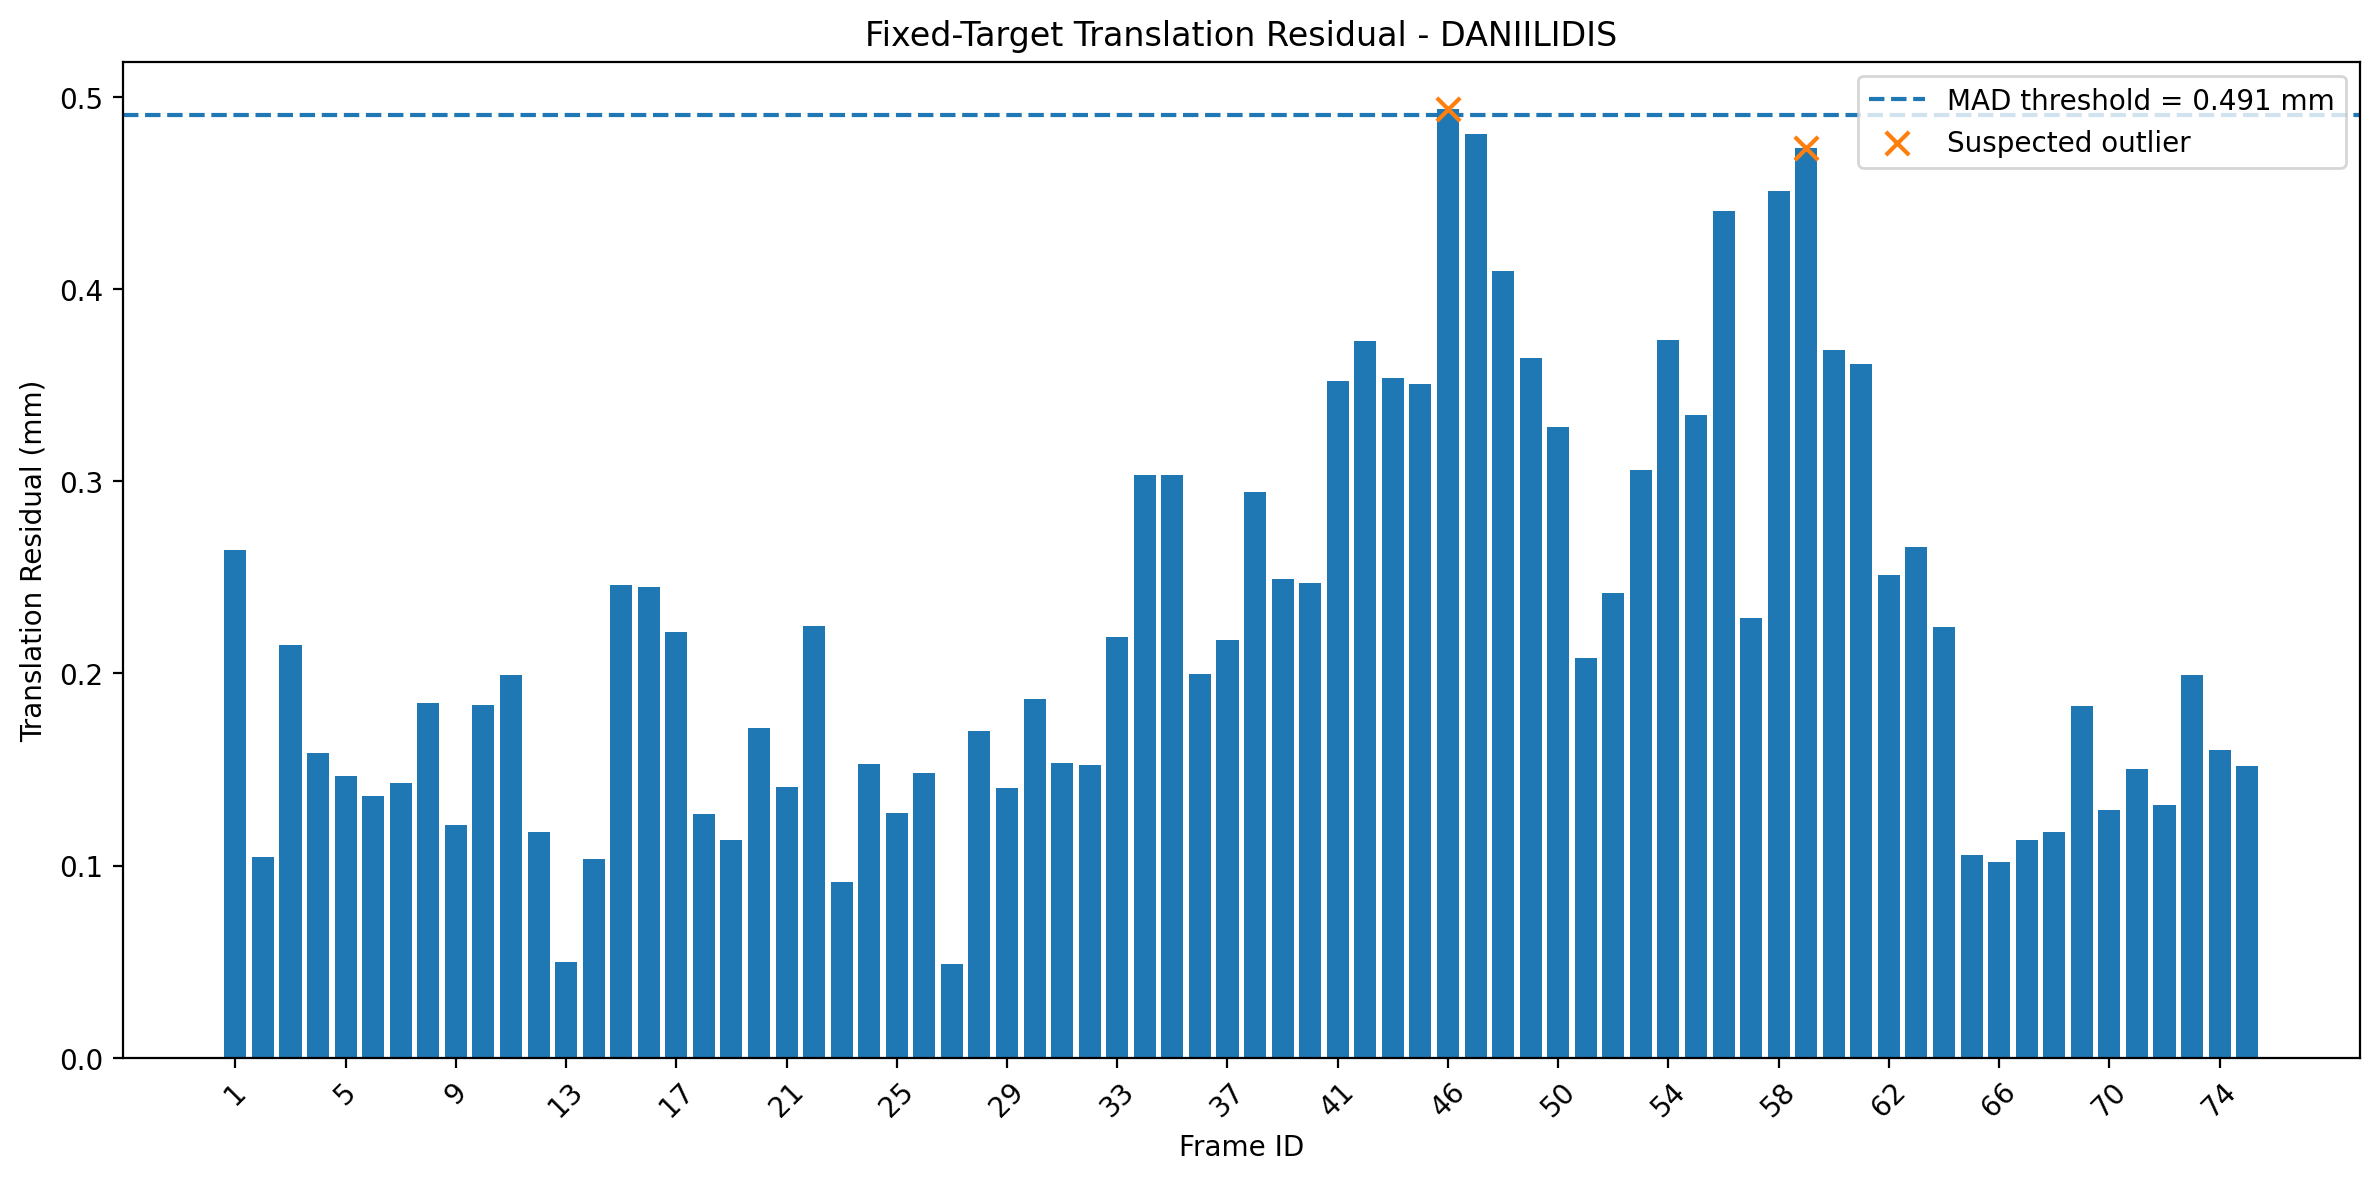 Fixed-Target Translation Residual - DANIILIDIS
MAD threshold = 0.491 mm
Suspected outlier
Translation Residual (mm)
0.5
0.4
0.3
0.2
0.1
0.0
1 5 9 13 17 21 25 29 33 37 41 46 50 54 58 62 66 70 74
Frame ID